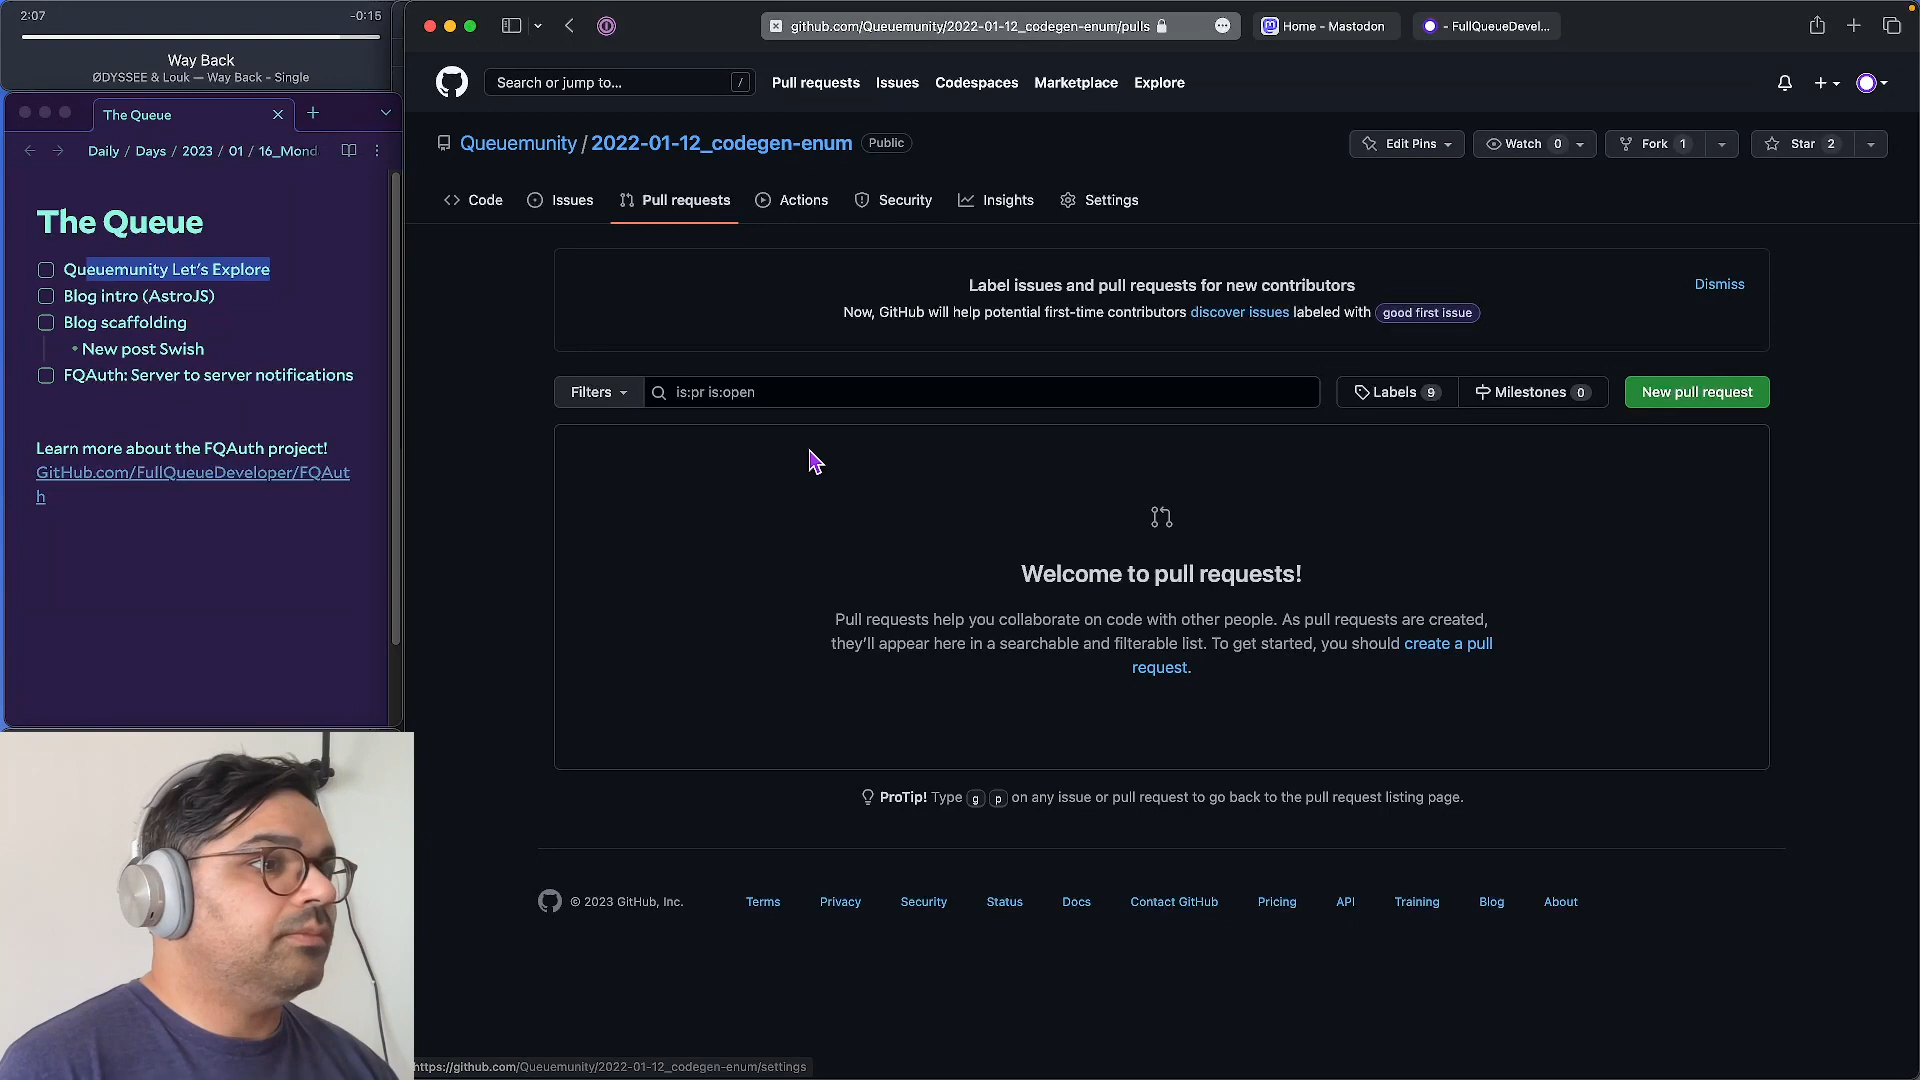 2:07
-0:15
Way Back
ØDYSSEE & Louk — Way Back - Single
The Queue
Daily / Days / 2023 / 01 / 16_Mond
The Queue
Queuemunity Let's Explore
Blog intro (AstroJS)
Blog scaffolding
• New post Swish
FQAuth: Server to server notifications
Learn more about the FQAuth project!
GitHub.com/FullQueueDeveloper/FQAut
h
github.com/Queuemunity/2022-01-12_codegen-enum/pulls
Home - Mastodon
- FullQueueDevel...
Search or jump to... /
Pull requests Issues Codespaces Marketplace Explore
Queuemunity / 2022-01-12_codegen-enum Public
Edit Pins Watch 0 Fork 1 Star 2
Code Issues Pull requests Actions Security Insights Settings
Label issues and pull requests for new contributors
Dismiss
Now, GitHub will help potential first-time contributors discover issues labeled with good first issue
Filters is:pr is:open Labels 9 Milestones 0 New pull request
Welcome to pull requests!
Pull requests help you collaborate on code with other people. As pull requests are created,
they'll appear here in a searchable and filterable list. To get started, you should create a pull
request.
ProTip! Type g p on any issue or pull request to go back to the pull request listing page.
© 2023 GitHub, Inc. Terms Privacy Security Status Docs Contact GitHub Pricing API Training Blog About
https://github.com/Queuemunity/2022-01-12_codegen-enum/settings